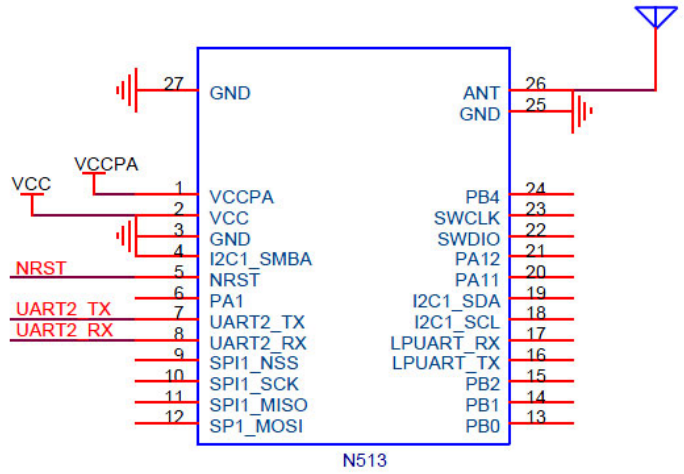 27 GND ANT 26
GND 25
VCCPA
VCC
1 VCCPA PB4 24
2 VCC SWCLK 23
3 GND SWDIO 22
4 I2C1_SMBA PA12 21
NRST 5 NRST PA11 20
6 PA1 I2C1_SDA 19
UART2_TX 7 UART2_TX I2C1_SCL 18
UART2_RX 8 UART2_RX LPUART_RX 17
9 SPI1_NSS LPUART_TX 16
10 SPI1_SCK PB2 15
11 SPI1_MISO PB1 14
12 SP1_MOSI PB0 13
N513